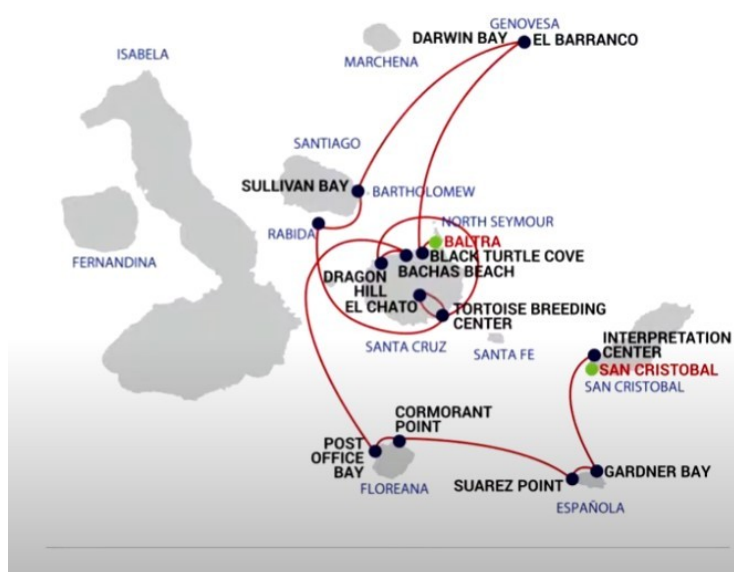 GENOVESA
DARWIN BAY
EL BARRANCO
ISABELA
MARCHENA
SANTIAGO
SULLIVAN BAY
BARTHOLOMEW
NORTH SEYMOUR
RABIDA
BALTRA
BLACK TURTLE COVE
FERNANDINA
BACHAS BEACH
DRAGON
HILL
EL CHATO
TORTOISE BREEDING
CENTER
SANTA CRUZ
SANTA FE
INTERPRETATION
CENTER
SAN CRISTOBAL
SAN CRISTOBAL
CORMORANT
POINT
POST
OFFICE
BAY
FLOREANA
GARDNER BAY
SUAREZ POINT
ESPAÑOLA